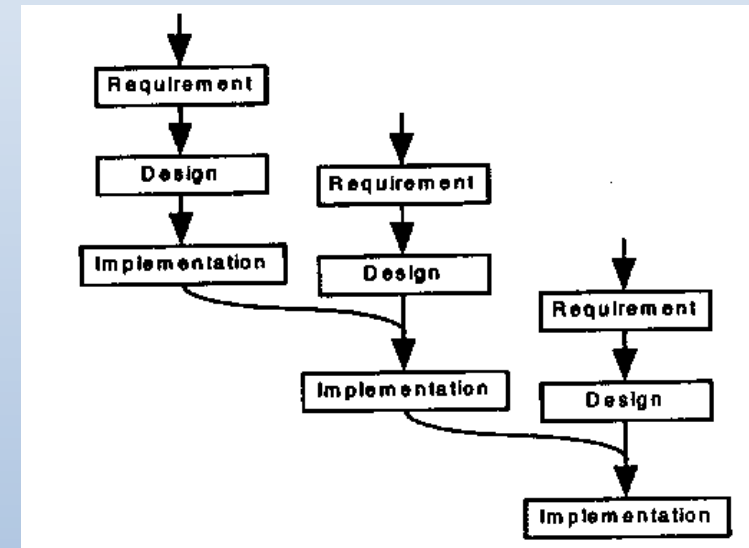 Requirement
Design
Implementation
Requirement
Design
Implementation
Requirement
Design
Implementation